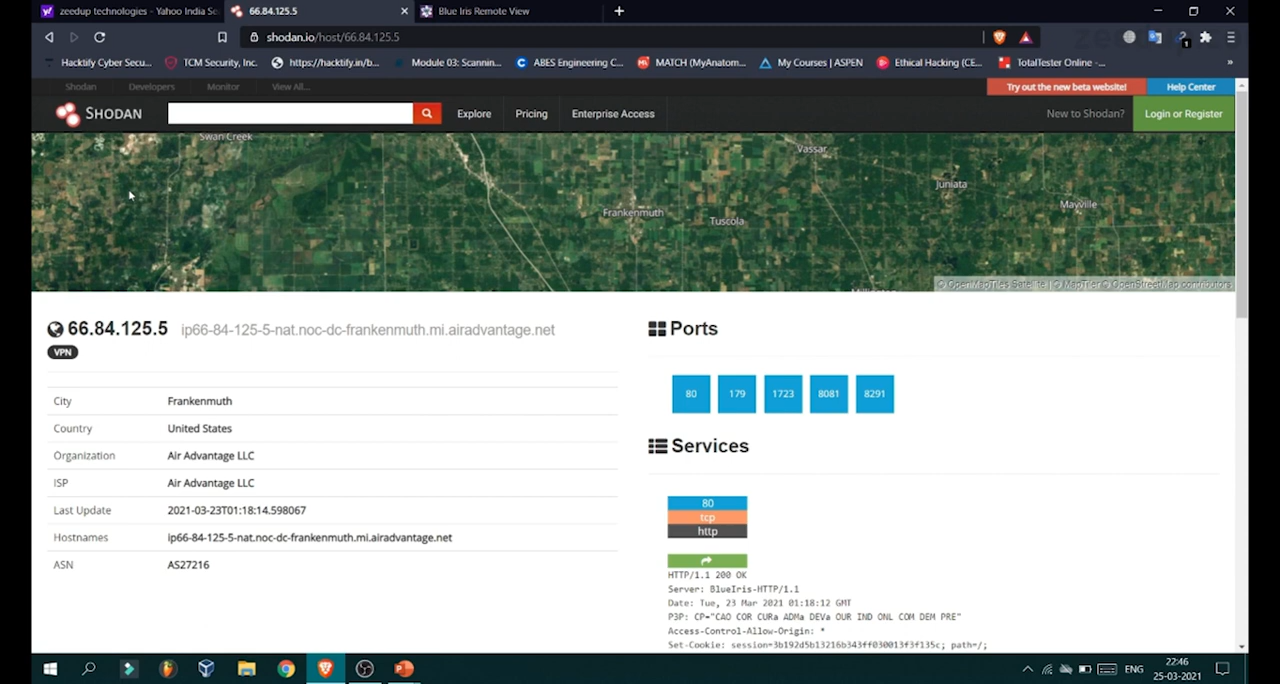 zeedup technologies - Yahoo India Se
66.84.125.5
Blue Iris Remote View
shodan.io/host/66.84.125.5
1
Hacktify Cyber Secu...
TCM Security, Inc.
https://hacktify.in/b...
Module 03: Scannin...
ABES Engineering C...
MATCH (MyAnatom...
My Courses | ASPEN
Ethical Hacking (CE...
TotalTester Online -...
»
Shodan
Developers
Monitor
View All...
Try out the new beta website!
Help Center
SHODAN
Explore
Pricing
Enterprise Access
New to Shodan?
Login or Register
Swan Creek
Vassar
Juniata
Mayville
Frankenmuth
Tuscola
© OpenMapTiles Satellite | © MapTiler © OpenStreetMap contributors
66.84.125.5 ip66-84-125-5-nat.noc-dc-frankenmuth.mi.airadvantage.net
VPN
City Frankenmuth
Country United States
Organization Air Advantage LLC
ISP Air Advantage LLC
Last Update 2021-03-23T01:18:14.598067
Hostnames ip66-84-125-5-nat.noc-dc-frankenmuth.mi.airadvantage.net
ASN AS27216
Ports
80 179 1723 8081 8291
Services
80
tcp
http
HTTP/1.1 200 OK
Server: BlueIris-HTTP/1.1
Date: Tue, 23 Mar 2021 01:18:12 GMT
P3P: CP="CAO COR CURa ADMa DEVa OUR IND ONL COM DEM PRE"
Access-Control-Allow-Origin: *
Set-Cookie: session=3b192d5b13216b343ff030013f3f135c; path=/;
ENG
22:46
25-03-2021